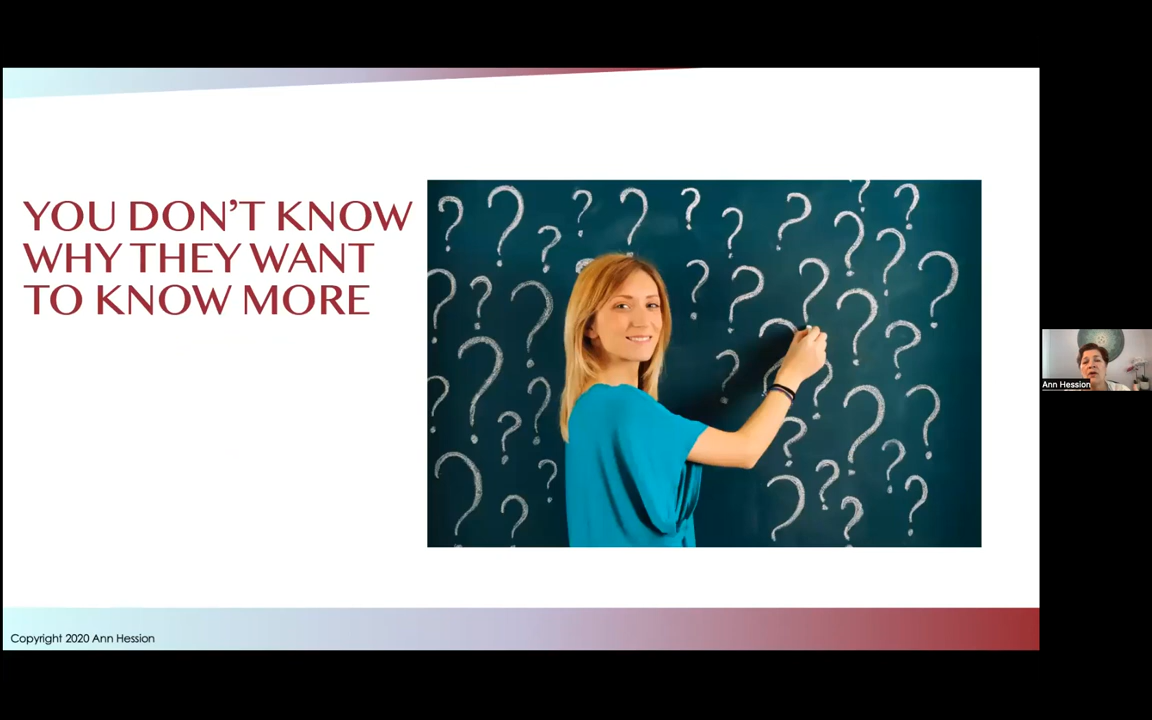 YOU DON'T KNOW
WHY THEY WANT
TO KNOW MORE
Ann Hession
Copyright 2020 Ann Hession